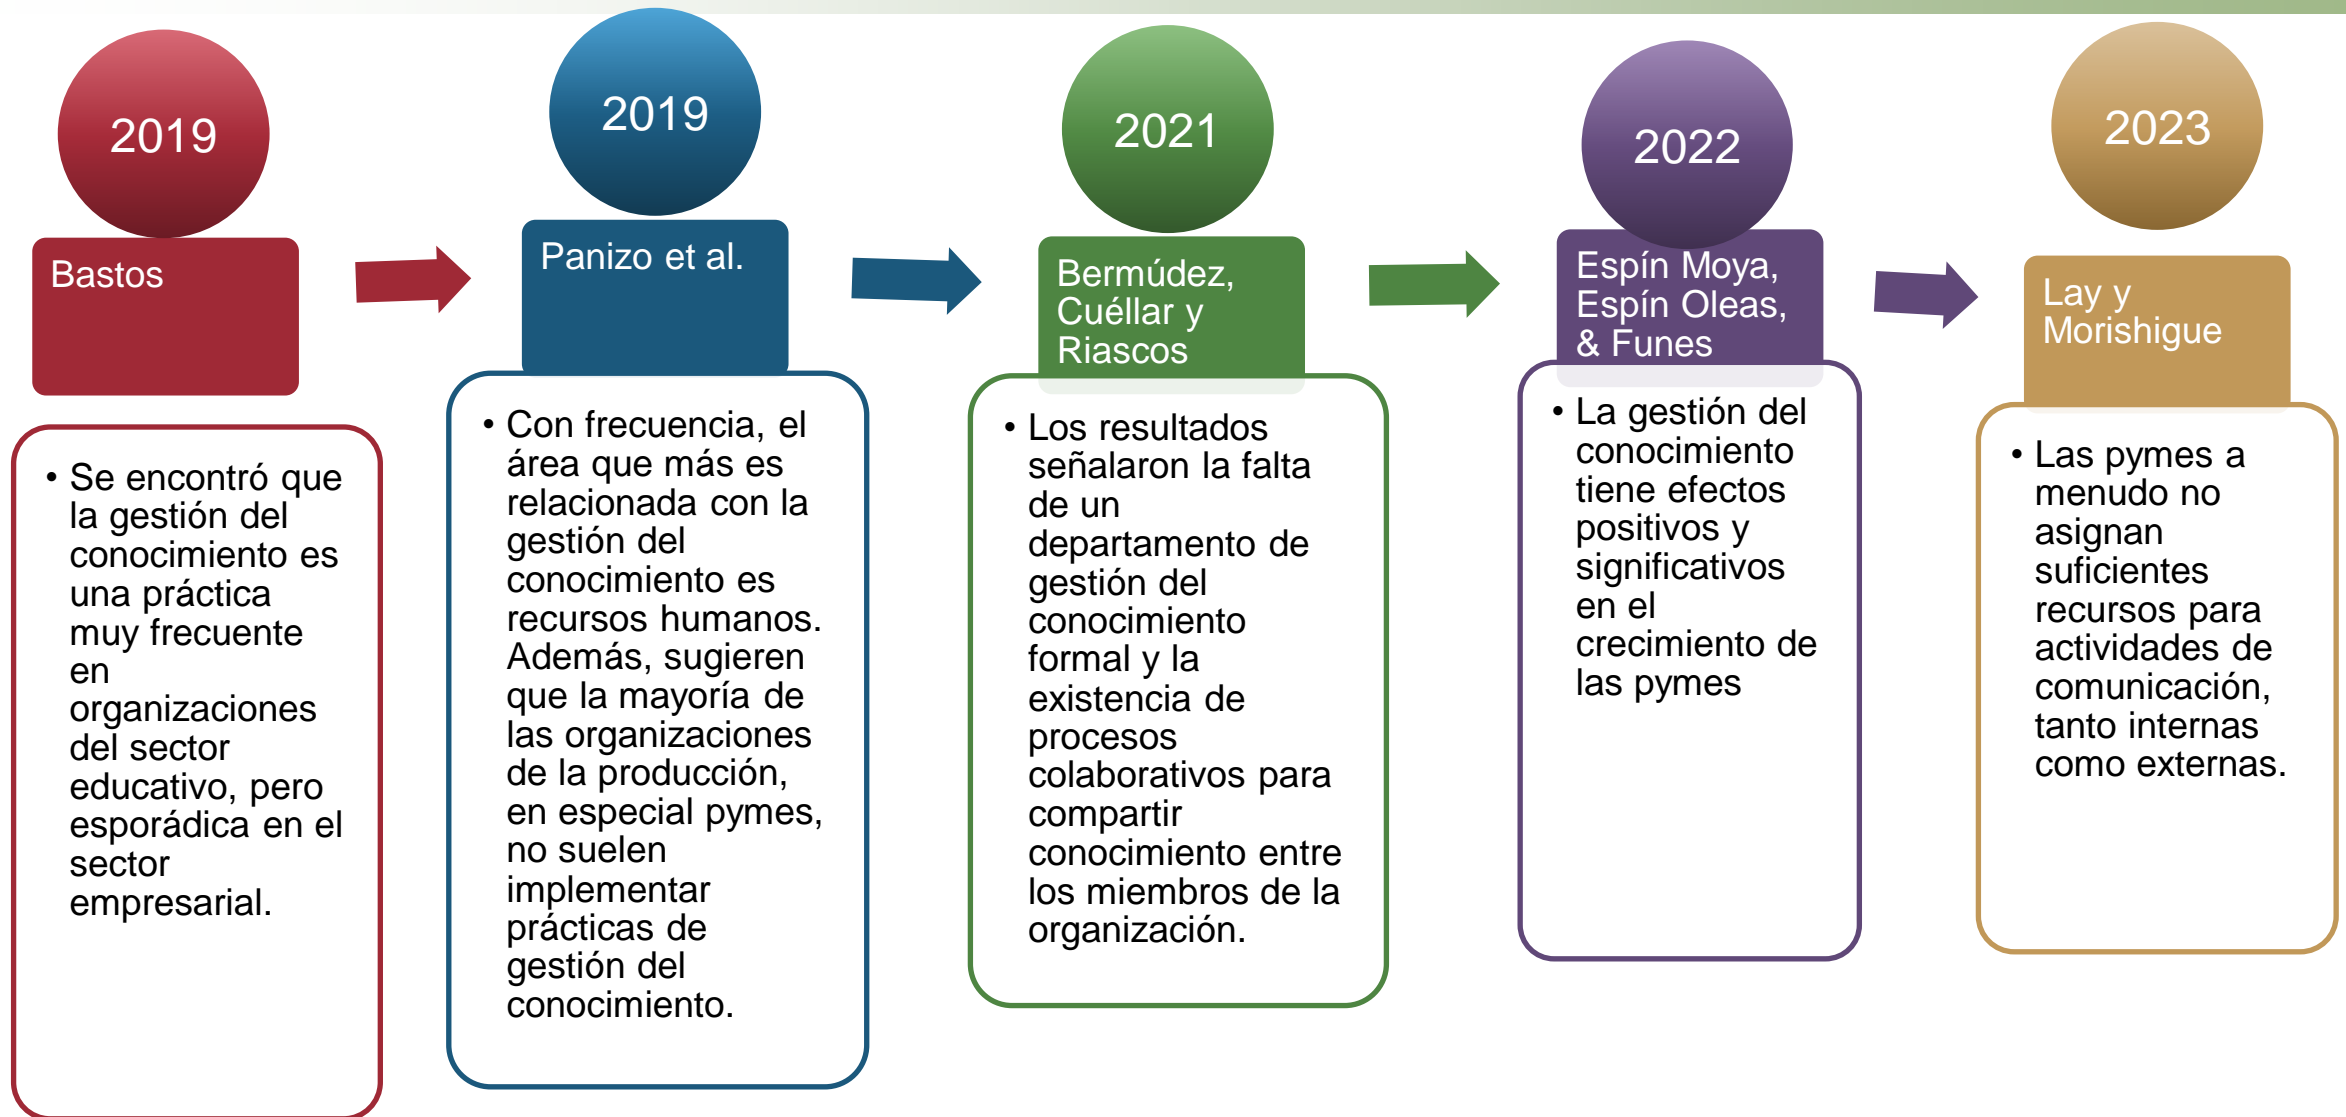 2019
Bastos
• Se encontró que
la gestión del
conocimiento es
una práctica
muy frecuente
en
organizaciones
del sector
educativo, pero
esporádica en el
sector
empresarial.
2019
Panizo et al.
• Con frecuencia, el
área que más es
relacionada con la
gestión del
conocimiento es
recursos humanos.
Además, sugieren
que la mayoría de
las organizaciones
de la producción,
en especial pymes,
no suelen
implementar
prácticas de
gestión del
conocimiento.
2021
Bermúdez,
Cuéllar y
Riascos
• Los resultados
señalaron la falta
de un
departamento de
gestión del
conocimiento
formal y la
existencia de
procesos
colaborativos para
compartir
conocimiento entre
los miembros de la
organización.
2022
Espín Moya,
Espín Oleas,
& Funes
• La gestión del
conocimiento
tiene efectos
positivos y
significativos
en el
crecimiento de
las pymes
2023
Lay y
Morishigue
• Las pymes a
menudo no
asignan
suficientes
recursos para
actividades de
comunicación,
tanto internas
como externas.